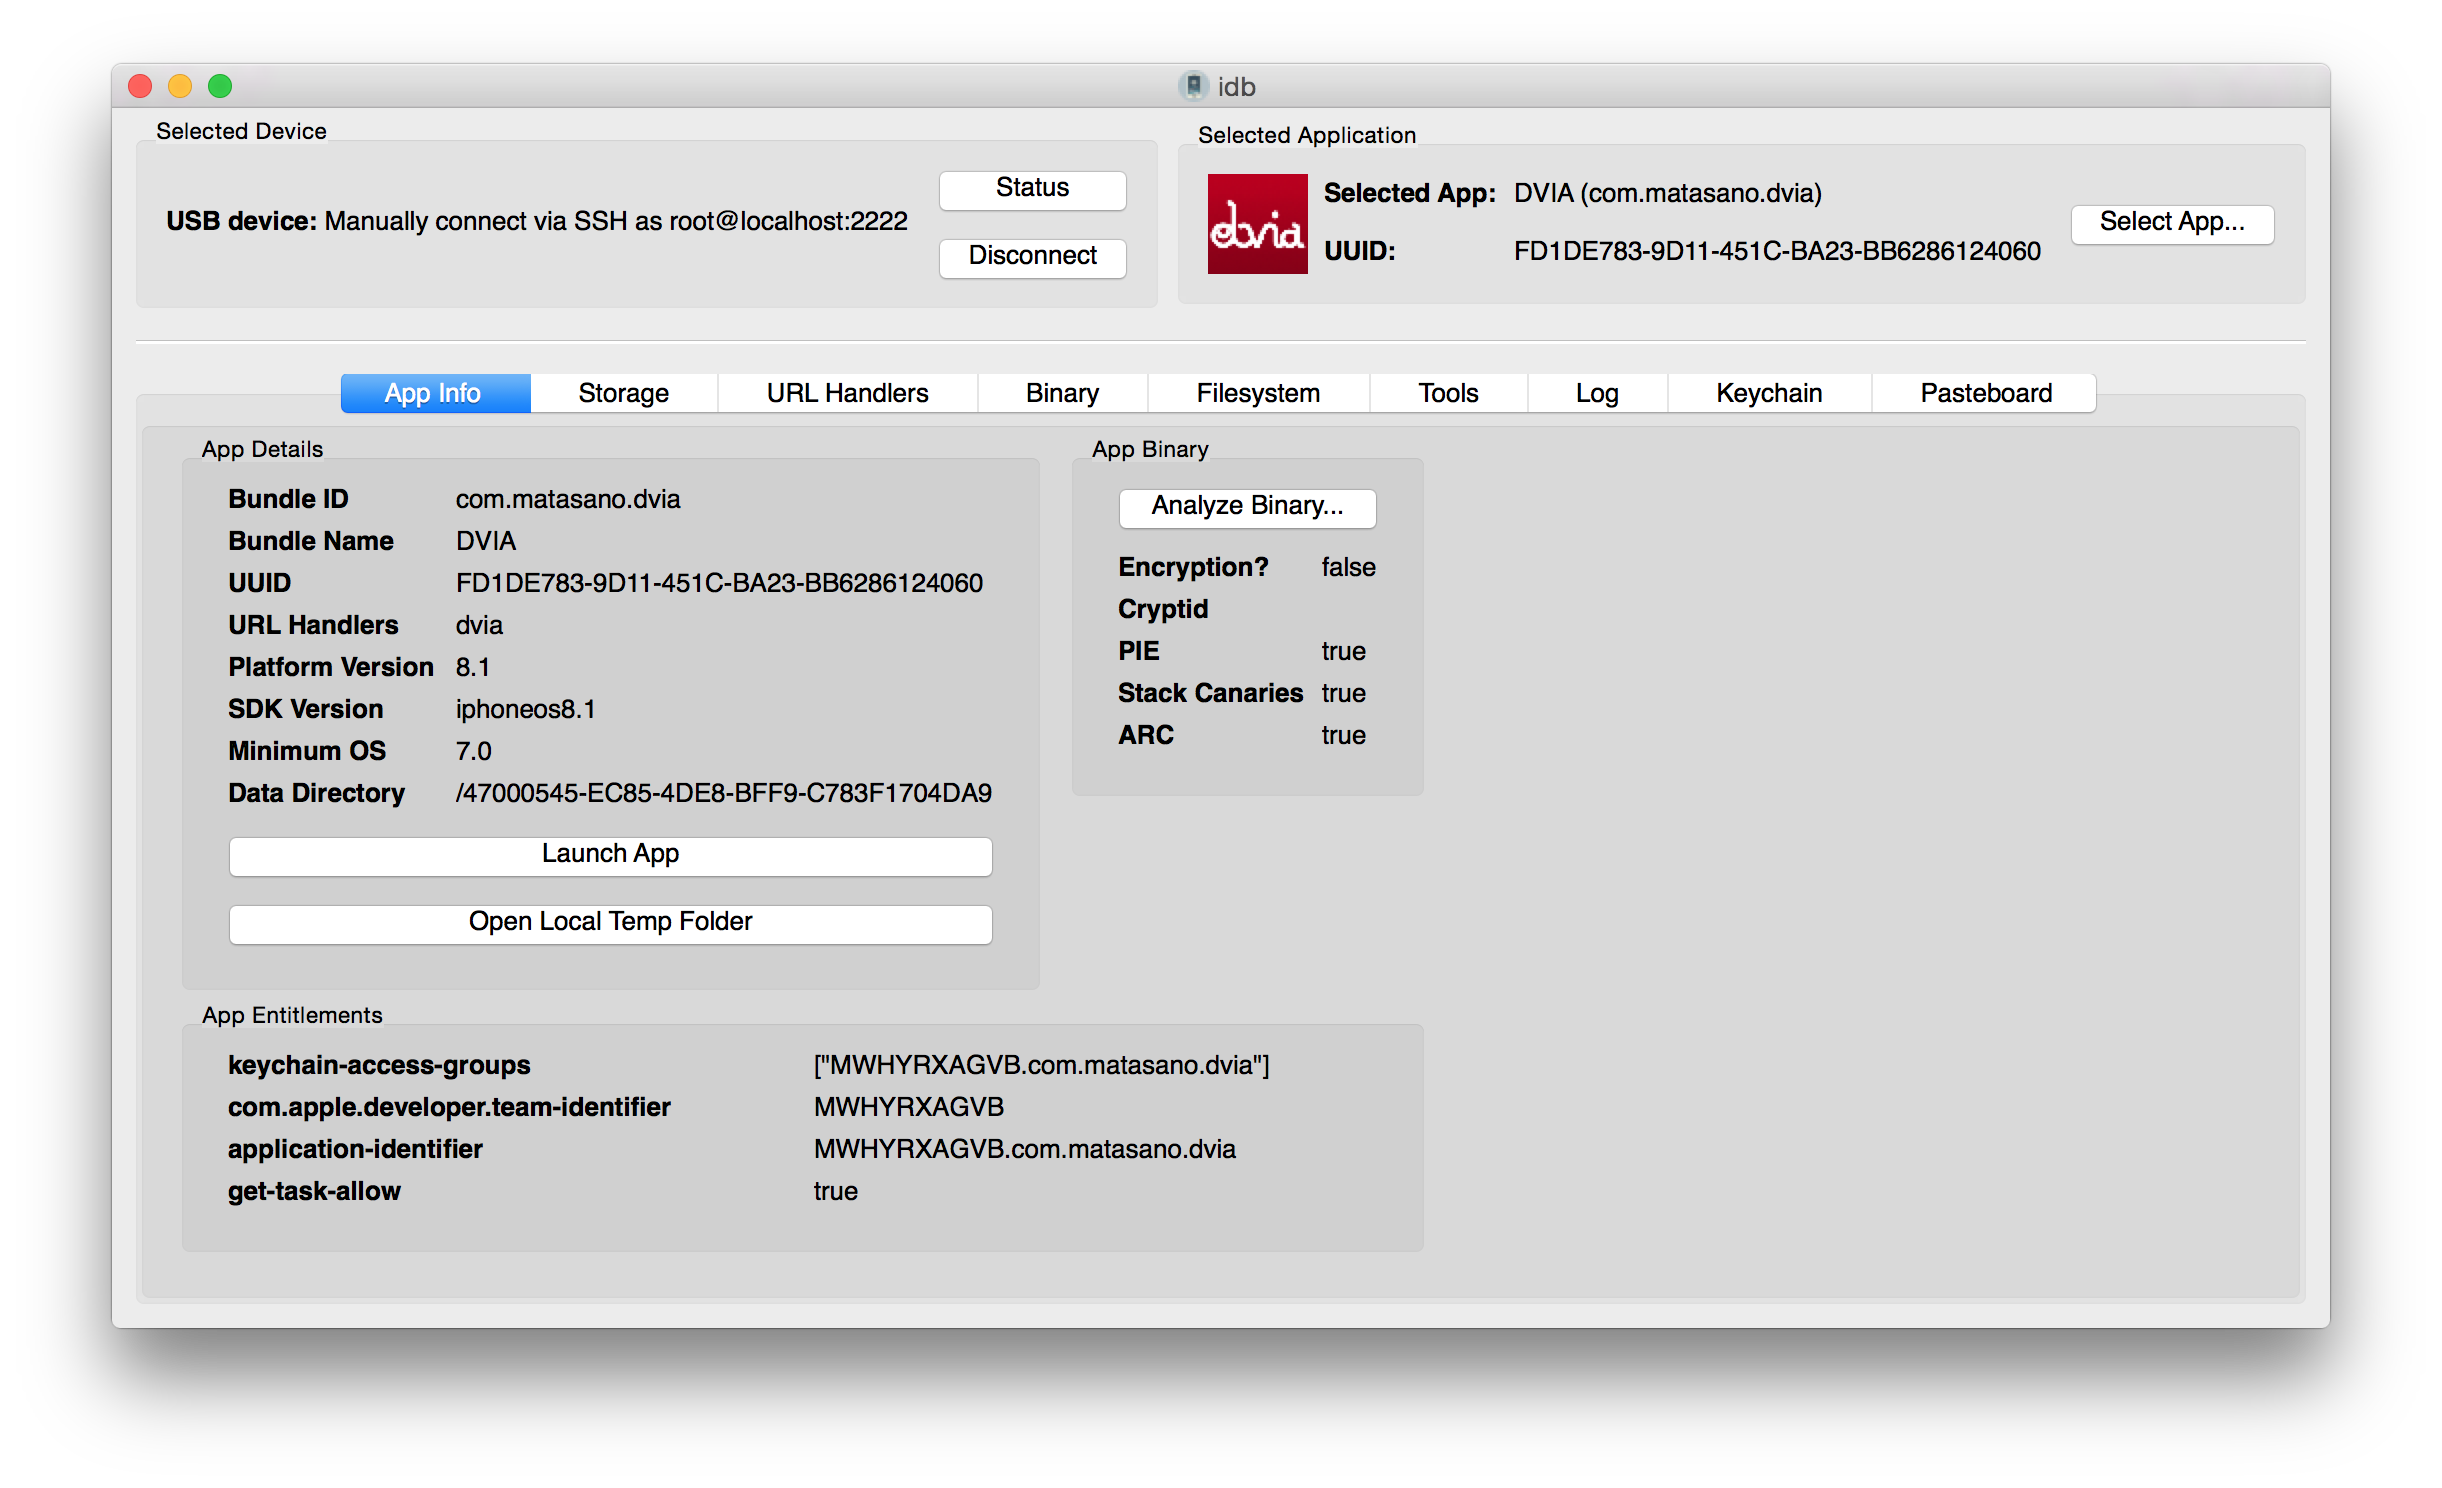 idb
Selected Device
USB device: Manually connect via SSH as root@localhost:2222
Status
Disconnect
Selected Application
dvia
Selected App: DVIA (com.matasano.dvia)
UUID: FD1DE783-9D11-451C-BA23-BB6286124060
Select App...
App Info Storage URL Handlers Binary Filesystem Tools Log Keychain Pasteboard
App Details
Bundle ID com.matasano.dvia
Bundle Name DVIA
UUID FD1DE783-9D11-451C-BA23-BB6286124060
URL Handlers dvia
Platform Version 8.1
SDK Version iphoneos8.1
Minimum OS 7.0
Data Directory /47000545-EC85-4DE8-BFF9-C783F1704DA9
Launch App
Open Local Temp Folder
App Binary
Analyze Binary...
Encryption? false
Cryptid
PIE true
Stack Canaries true
ARC true
App Entitlements
keychain-access-groups ["MWHYRXAGVB.com.matasano.dvia"]
com.apple.developer.team-identifier MWHYRXAGVB
application-identifier MWHYRXAGVB.com.matasano.dvia
get-task-allow true